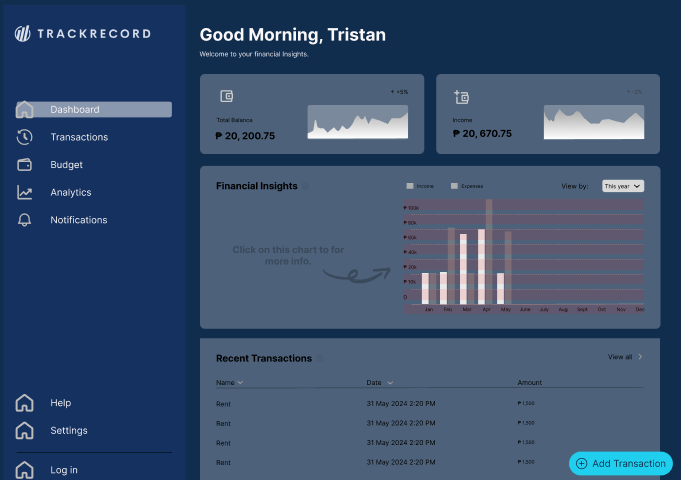 TRACKRECORD
Dashboard
Transactions
Budget
Analytics
Notifications
Help
Settings
Log in
Good Morning, Tristan
Welcome to your financial Insights.
+ +5%
Total Balance
₱ 20, 200.75
Income
₱ 20, 670.75
Financial Insights
Income
Expenses
View by:
This year
Click on this chart to for
more info.
₱ 100k
₱ 80k
₱ 60k
₱ 40k
₱ 20k
₱ 10k
0
Jan Feb Mar Apr May June July Aug Sept Oct Nov Dec
Recent Transactions
View all
Name Date Amount
Rent 31 May 2024 2:20 PM ₱ 1,500
Rent 31 May 2024 2:20 PM ₱ 1,500
Rent 31 May 2024 2:20 PM ₱ 1,500
Rent 31 May 2024 2:20 PM ₱ 1,500
Add Transaction